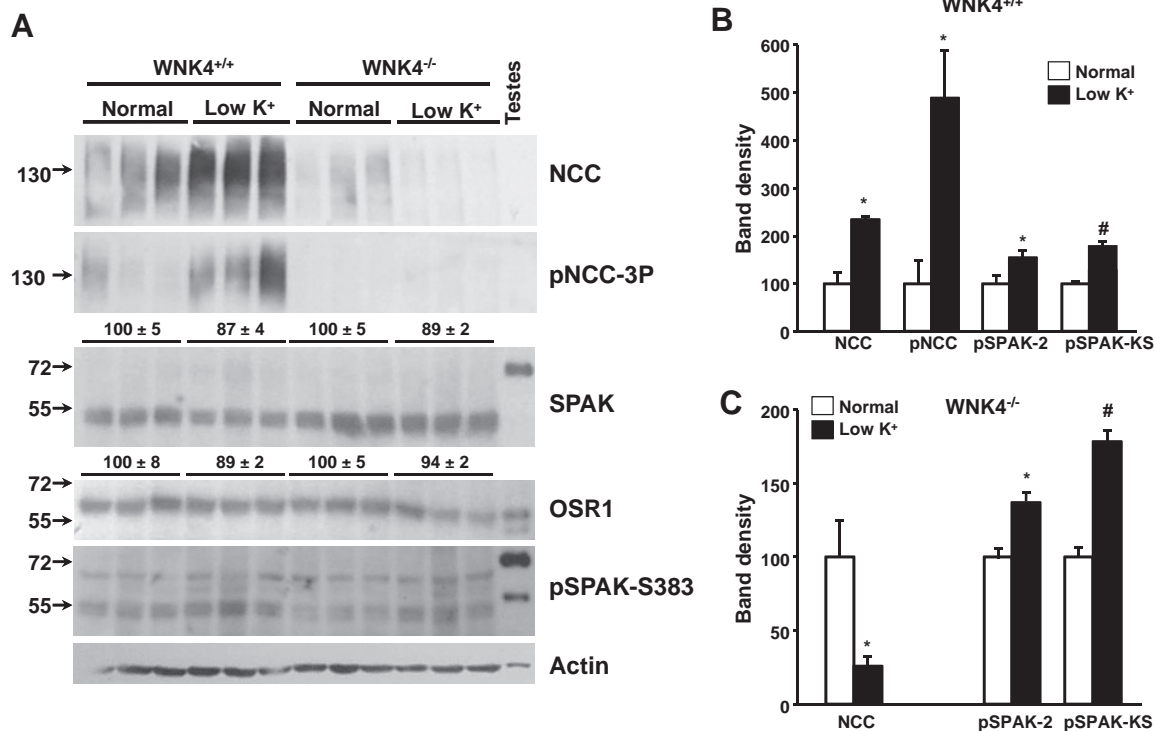 A
WNK4+/+
WNK4-/-
Testes
Normal
Low K+
Normal
Low K+
130
NCC
130
pNCC-3P
100 ± 5
87 ± 4
100 ± 5
89 ± 2
72
55
SPAK
100 ± 8
89 ± 2
100 ± 5
94 ± 2
72
55
OSR1
72
55
pSPAK-S383
Actin
B
WNK4+/+
Normal
Low K+
Band density
600
500
400
300
200
100
0
*
*
*
#
NCC
pNCC
pSPAK-2
pSPAK-KS
C
WNK4-/-
Normal
Low K+
Band density
200
150
100
50
0
*
*
#
NCC
pSPAK-2
pSPAK-KS